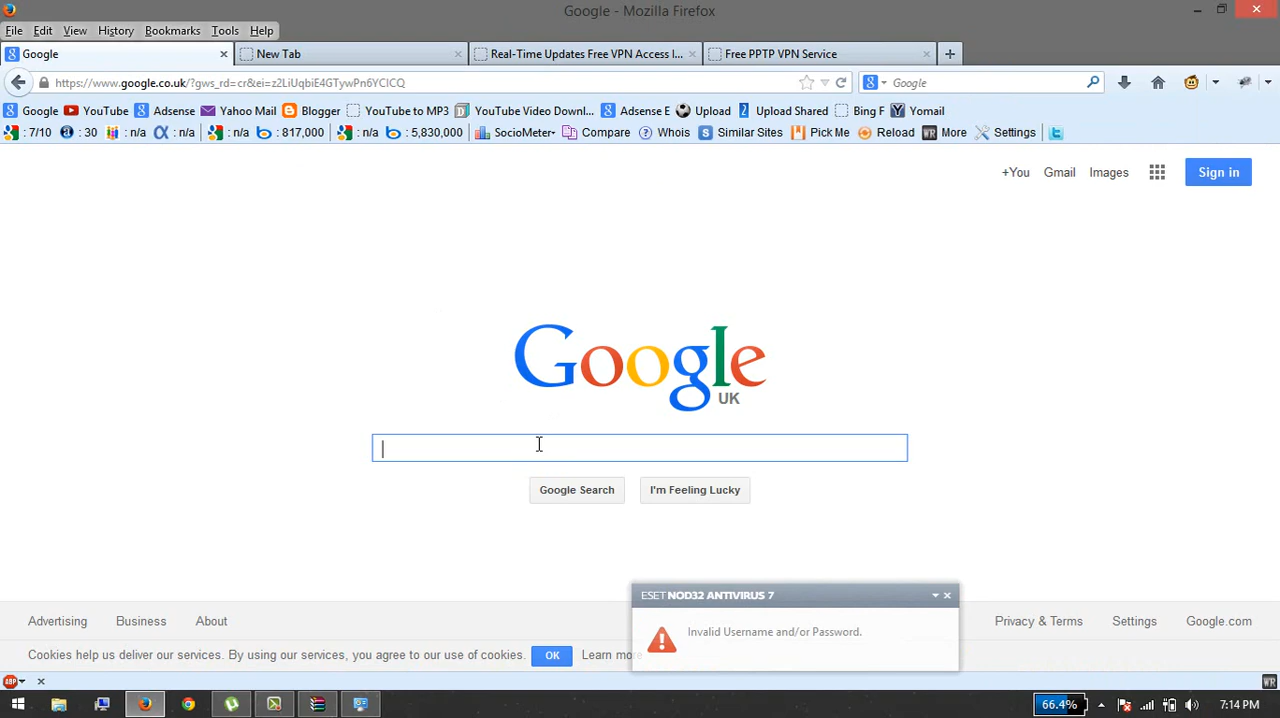 Google - Mozilla Firefox
File Edit View History Bookmarks Tools Help
Google New Tab Real-Time Updates Free VPN Access I... Free PPTP VPN Service
https://www.google.co.uk/?gws_rd=cr&ei=z2LiUqbiE4GTywPn6YCICQ Google
Google YouTube Adsense Yahoo Mail Blogger YouTube to MP3 YouTube Video Downl... Adsense E Upload Upload Shared Bing F Yomail
: 7/10 : 30 : n/a : n/a : n/a : 817,000 : n/a : 5,830,000 SocioMeter Compare Whois Similar Sites Pick Me Reload WR More Settings
+You Gmail Images Sign in
Google
UK
Google Search I'm Feeling Lucky
ESET NOD32 ANTIVIRUS 7
Invalid Username and/or Password.
Advertising Business About Privacy & Terms Settings Google.com
Cookies help us deliver our services. By using our services, you agree to our use of cookies. OK Learn more
ABP WR
66.4% 7:14 PM